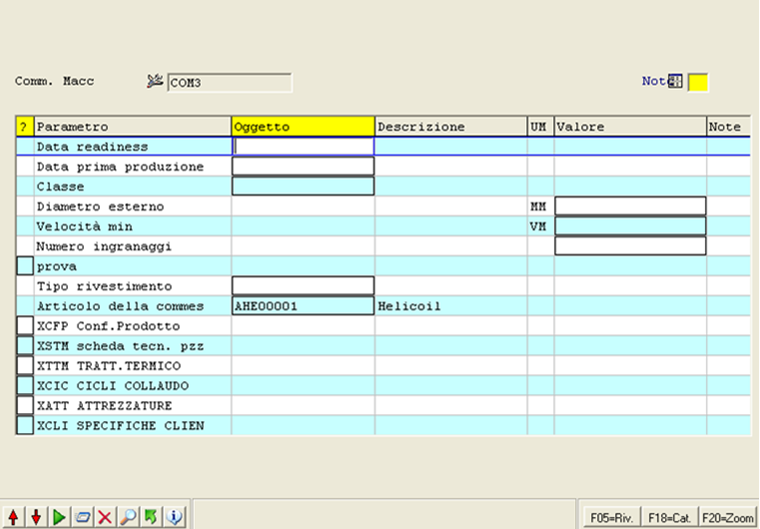 Comm. Macc COM3 Note
? Parametro Oggetto Descrizione UM Valore Note
Data readiness
Data prima produzione
Classe
Diametro esterno MM
Velocità min VM
Numero ingranaggi
prova
Tipo rivestimento
Articolo della commes AHE00001 Helicoil
XCFP Conf.Prodotto
XSTM scheda tecn. pzz
XTTM TRATT.TERMICO
XCIC CICLI COLLAUDO
XATT ATTREZZATURE
XCLI SPECIFICHE CLIEN
F05=Riv. F18=Cat. F20=Zoom